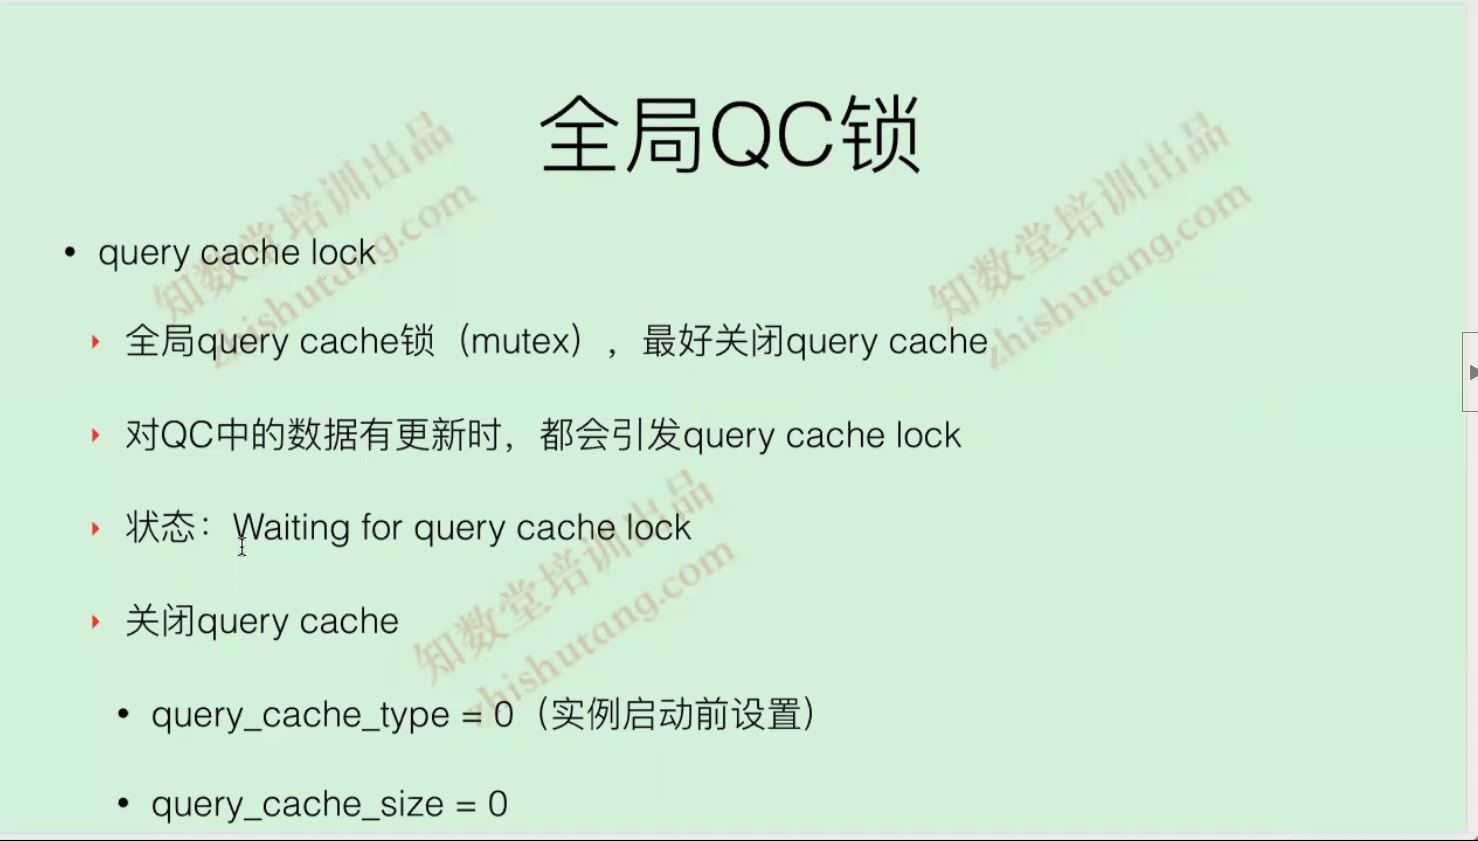 全局QC锁
query cache lock
全局query cache锁（mutex），最好关闭query cache
对QC中的数据有更新时，都会引发query cache lock
状态：Waiting for query cache lock
关闭query cache
query_cache_type = 0（实例启动前设置）
query_cache_size = 0
知数堂培训出品
zhishutang.com
知数堂培训出品
zhishutang.com
知数堂培训出品
zhishutang.com